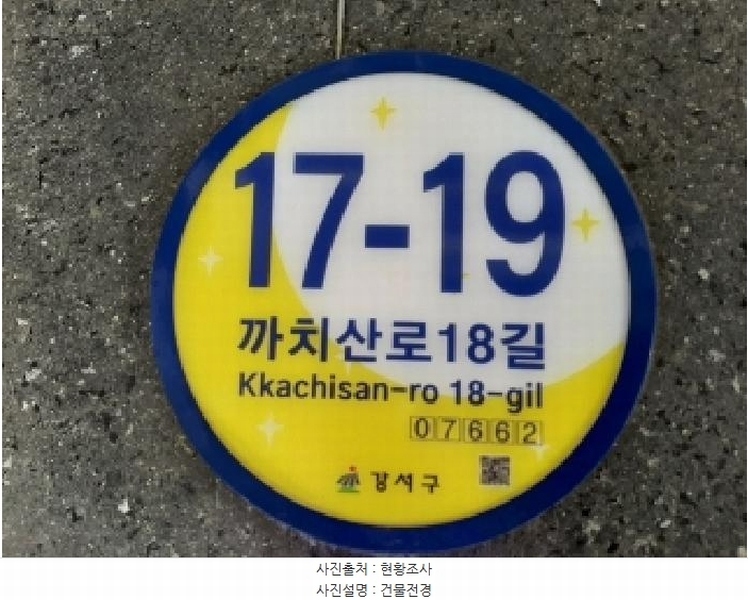 17-19
까치산로18길
Kkachisan-ro 18-gil
07662
강서구
사진출처 : 현황조사
사진설명 : 건물전경